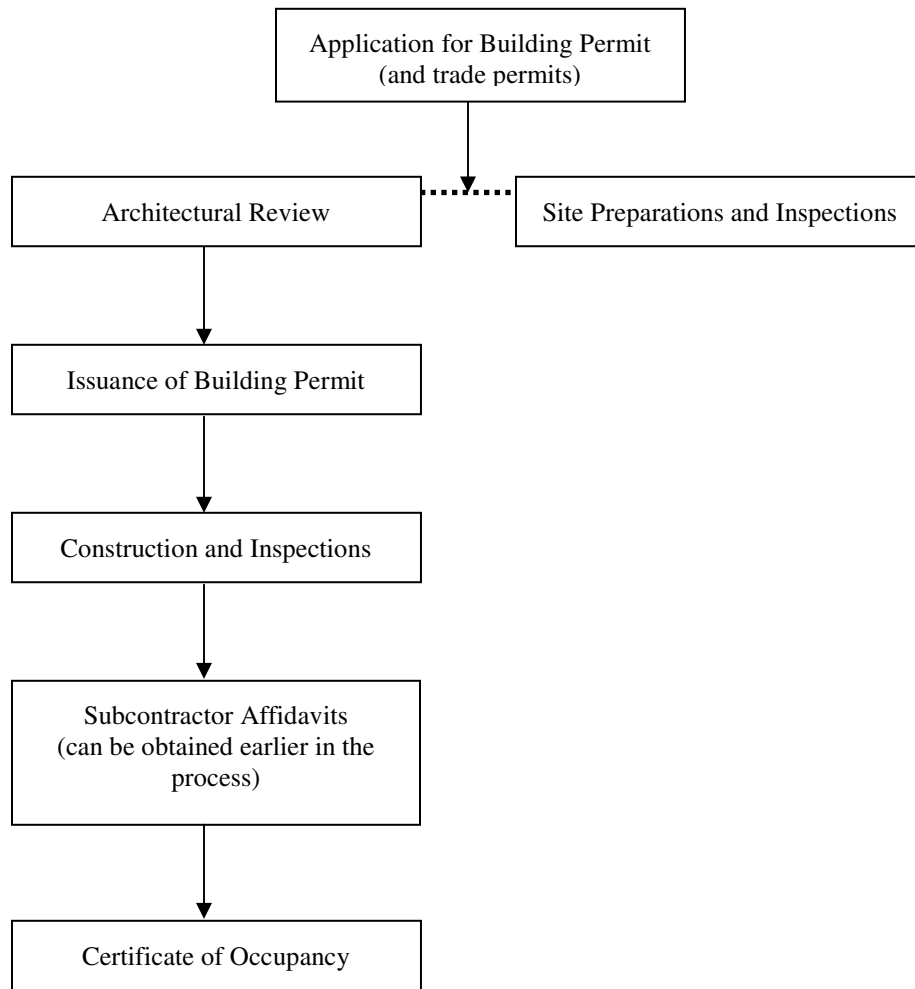 Application for Building Permit
(and trade permits)
Architectural Review
Site Preparations and Inspections
Issuance of Building Permit
Construction and Inspections
Subcontractor Affidavits
(can be obtained earlier in the
process)
Certificate of Occupancy